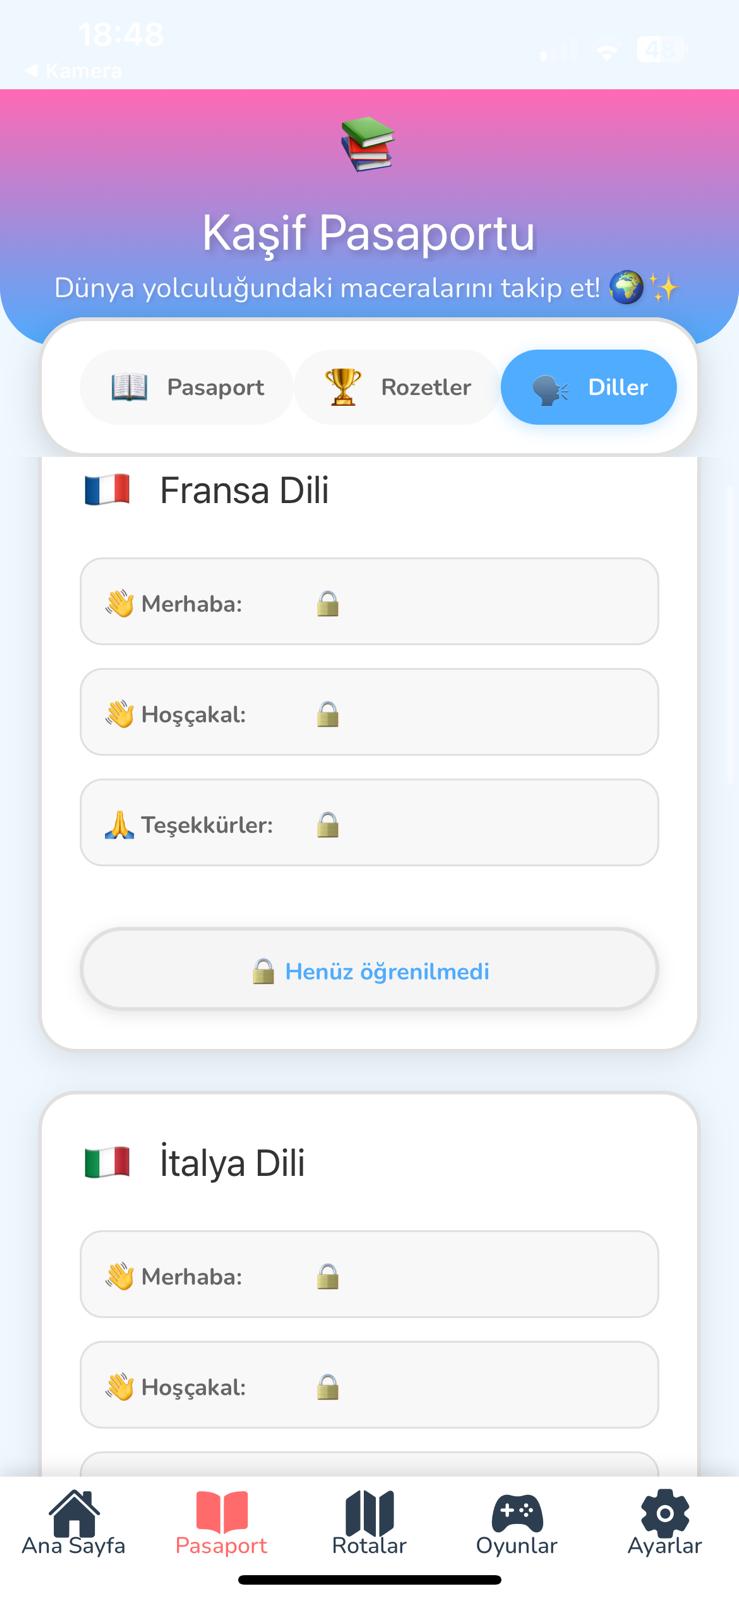 18:48
48
◀ Kamera
Kaşif Pasaportu
Dünya yolculuğundaki maceralarını takip et! 🌍✨
Pasaport Rozetler Diller
Fransa Dili
Merhaba:
Hoşçakal:
Teşekkürler:
Henüz öğrenilmedi
İtalya Dili
Merhaba:
Hoşçakal:
Ana Sayfa Pasaport Rotalar Oyunlar Ayarlar